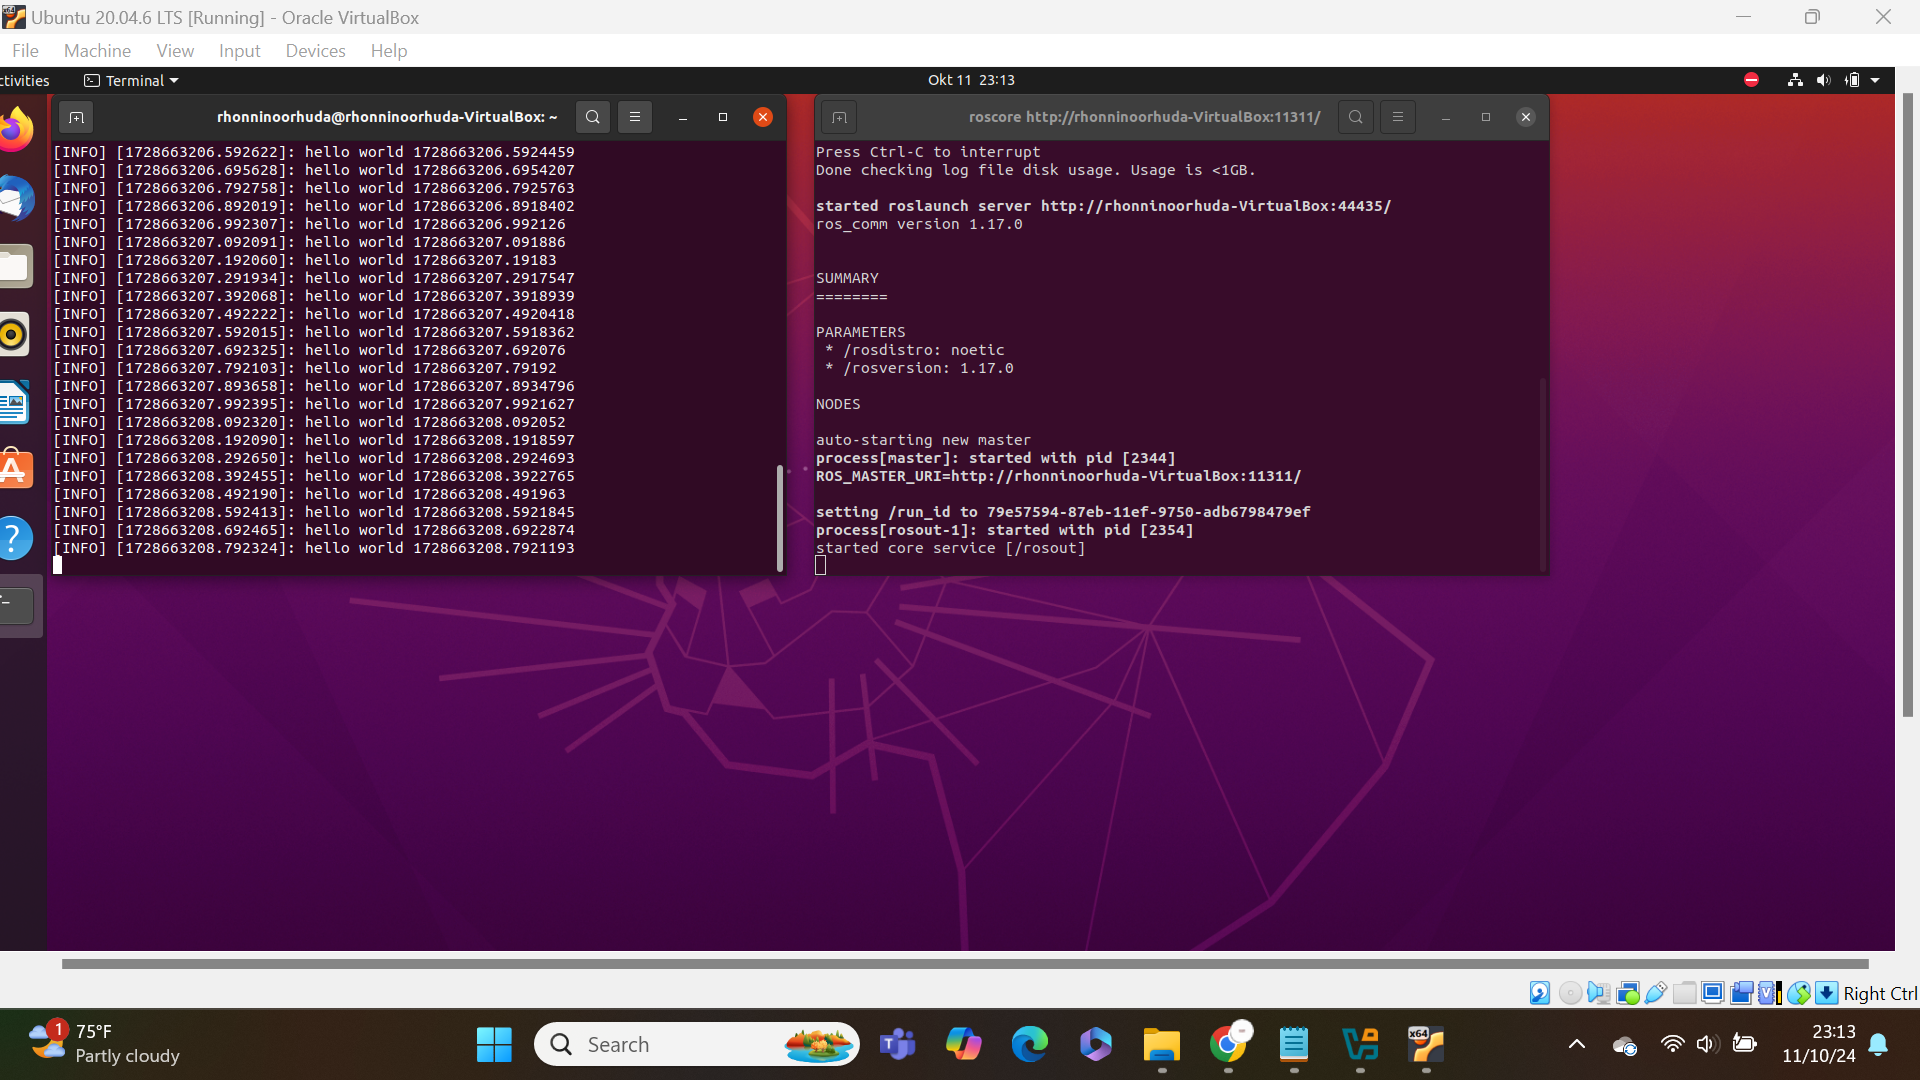 Ubuntu 20.04.6 LTS [Running] - Oracle VirtualBox
File Machine View Input Devices Help
ctivities Terminal Okt 11 23:13
rhonninoorhuda@rhonninoorhuda-VirtualBox: ~
[INFO] [1728663206.592622]: hello world 1728663206.5924459
[INFO] [1728663206.695628]: hello world 1728663206.6954207
[INFO] [1728663206.792758]: hello world 1728663206.7925763
[INFO] [1728663206.892019]: hello world 1728663206.8918402
[INFO] [1728663206.992307]: hello world 1728663206.992126
[INFO] [1728663207.092091]: hello world 1728663207.091886
[INFO] [1728663207.192060]: hello world 1728663207.19183
[INFO] [1728663207.291934]: hello world 1728663207.2917547
[INFO] [1728663207.392068]: hello world 1728663207.3918939
[INFO] [1728663207.492222]: hello world 1728663207.4920418
[INFO] [1728663207.592015]: hello world 1728663207.5918362
[INFO] [1728663207.692325]: hello world 1728663207.692076
[INFO] [1728663207.792103]: hello world 1728663207.79192
[INFO] [1728663207.893658]: hello world 1728663207.8934796
[INFO] [1728663207.992395]: hello world 1728663207.9921627
[INFO] [1728663208.092320]: hello world 1728663208.092052
[INFO] [1728663208.192090]: hello world 1728663208.1918597
[INFO] [1728663208.292650]: hello world 1728663208.2924693
[INFO] [1728663208.392455]: hello world 1728663208.3922765
[INFO] [1728663208.492190]: hello world 1728663208.491963
[INFO] [1728663208.592413]: hello world 1728663208.5921845
[INFO] [1728663208.692465]: hello world 1728663208.6922874
[INFO] [1728663208.792324]: hello world 1728663208.7921193
roscore http://rhonninoorhuda-VirtualBox:11311/
Press Ctrl-C to interrupt
Done checking log file disk usage. Usage is <1GB.
started roslaunch server http://rhonninoorhuda-VirtualBox:44435/
ros_comm version 1.17.0
SUMMARY
========
PARAMETERS
* /rosdistro: noetic
* /rosversion: 1.17.0
NODES
auto-starting new master
process[master]: started with pid [2344]
ROS_MASTER_URI=http://rhonninoorhuda-VirtualBox:11311/
setting /run_id to 79e57594-87eb-11ef-9750-adb6798479ef
process[rosout-1]: started with pid [2354]
started core service [/rosout]
Right Ctrl
1
75°F
Partly cloudy
Search
x64
23:13
11/10/24